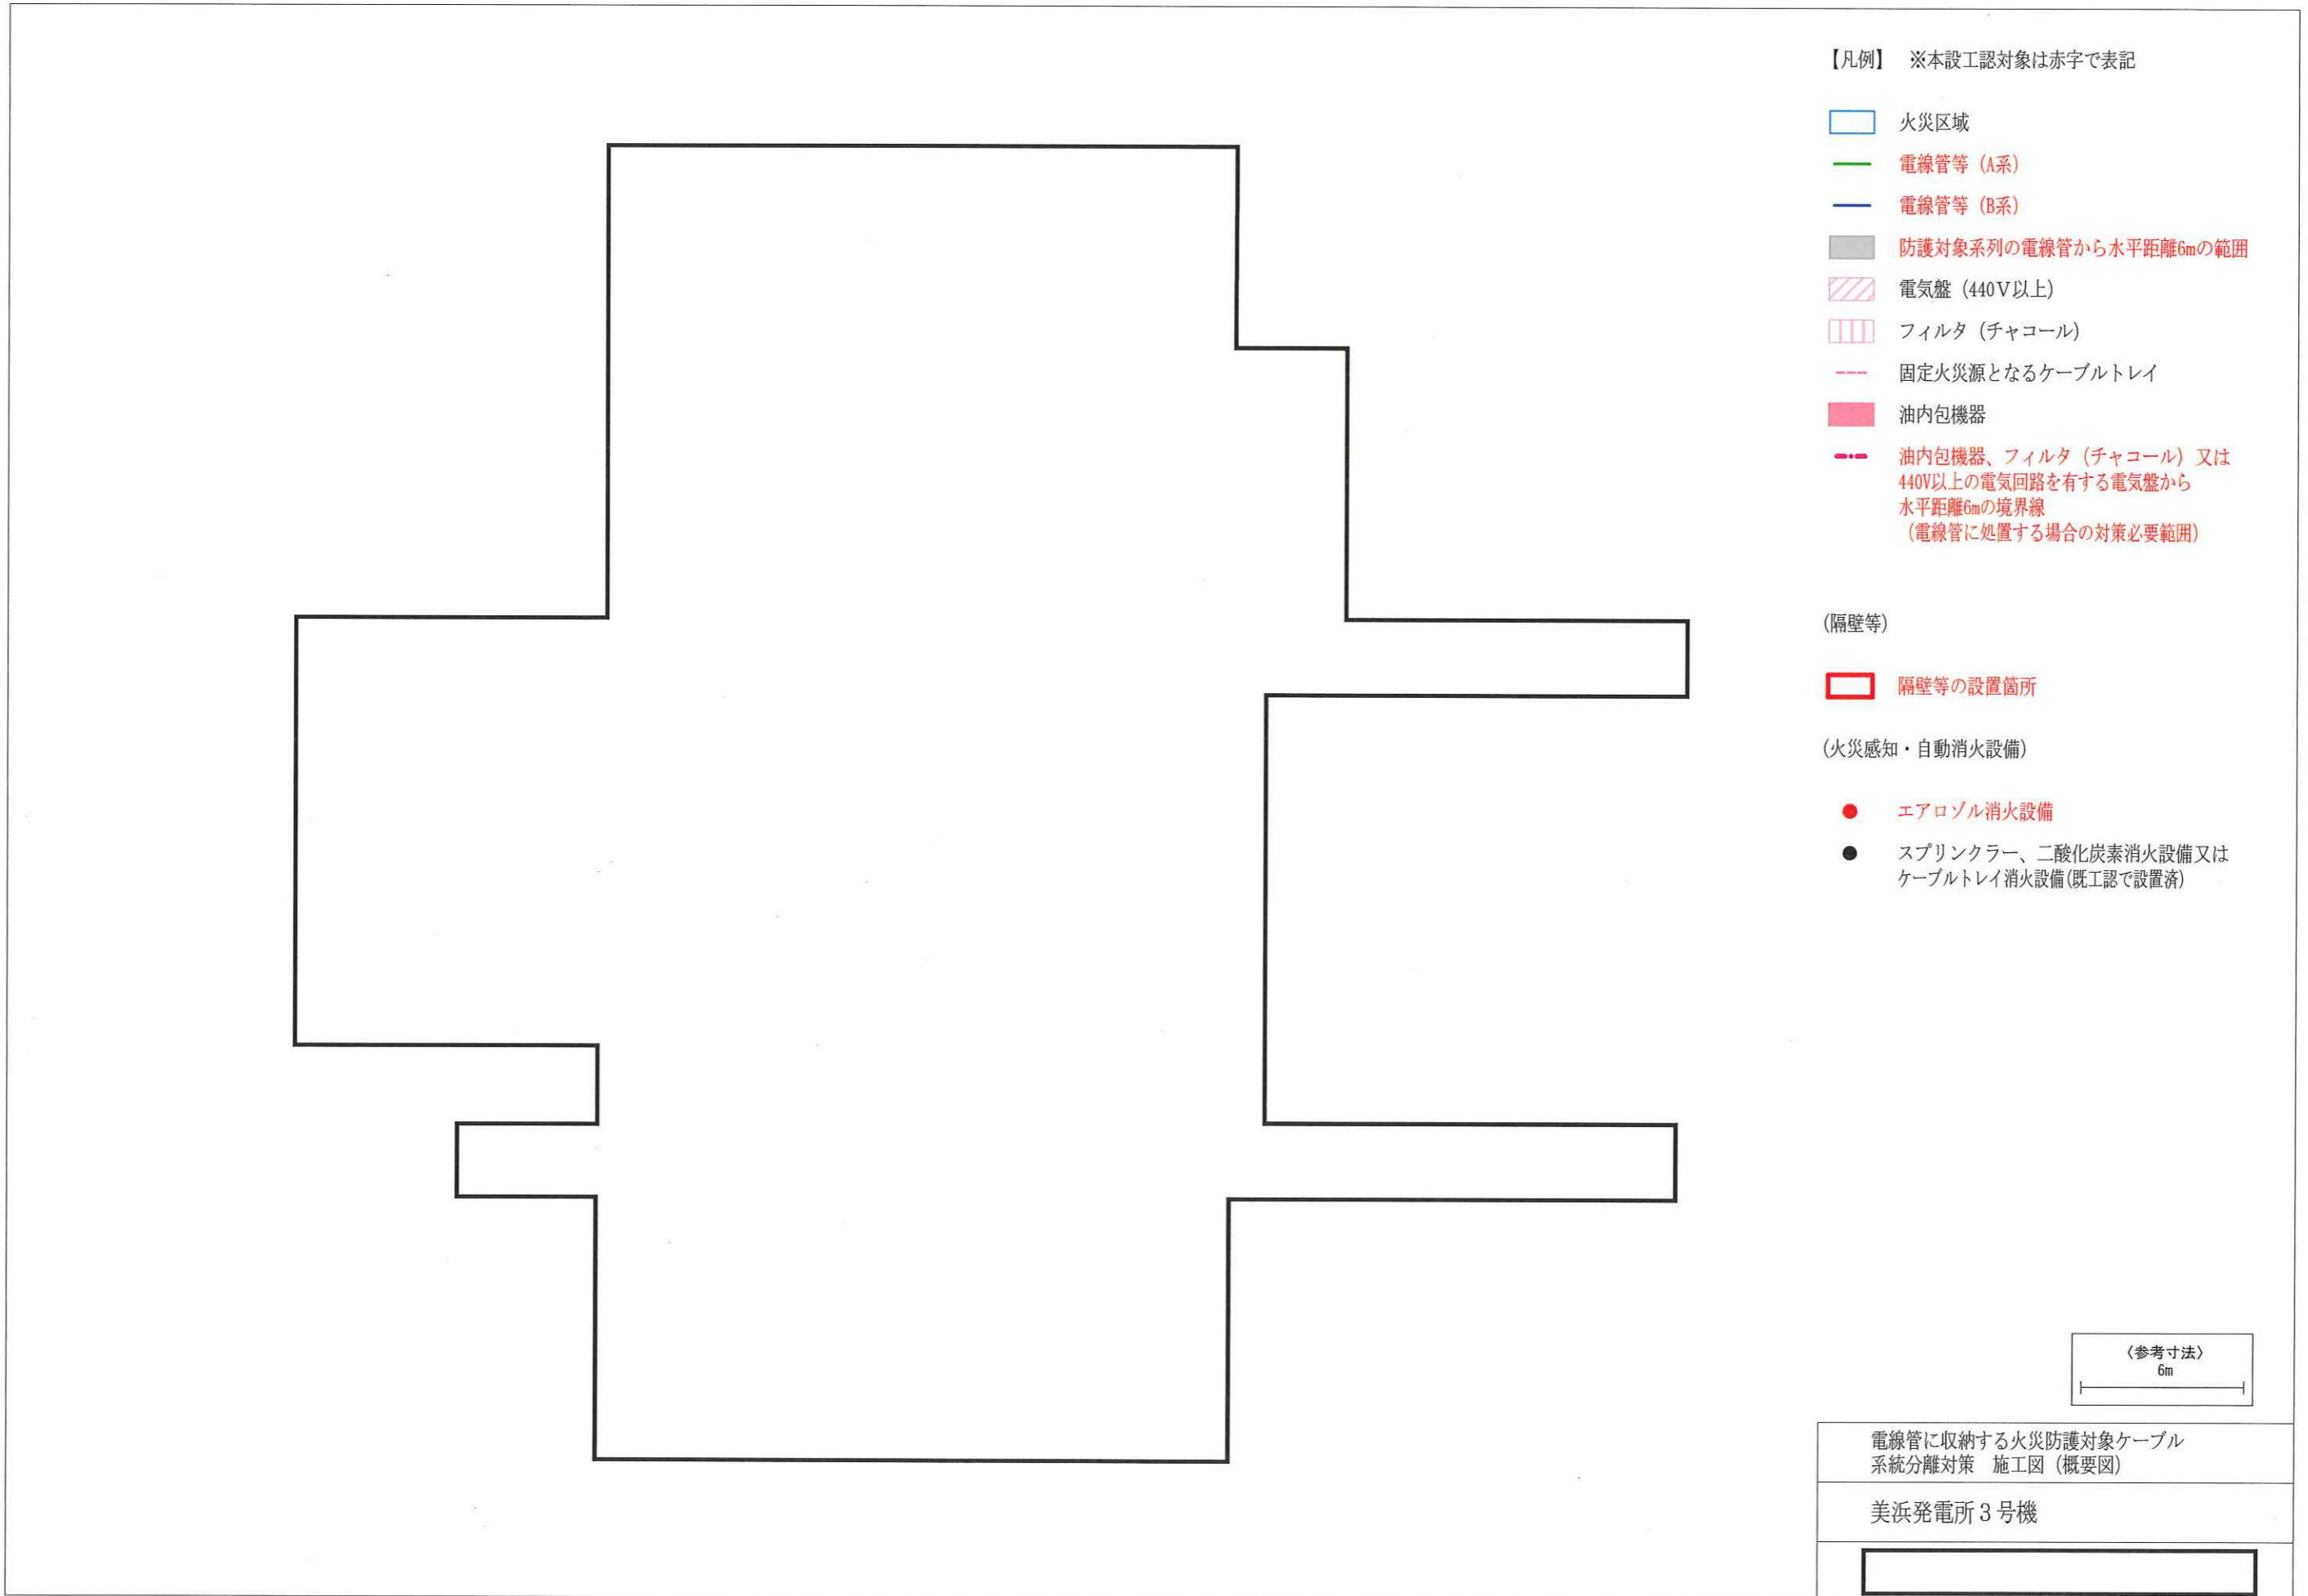 【凡例】　※本設工認対象は赤字で表記
火災区域
電線管等（A系）
電線管等（B系）
防護対象系列の電線管から水平距離6mの範囲
電気盤（440Ｖ以上）
フィルタ（チャコール）
固定火災源となるケーブルトレイ
油内包機器
油内包機器、フィルタ（チャコール）又は
440V以上の電気回路を有する電気盤から
水平距離6mの境界線
（電線管に処置する場合の対策必要範囲）
(隔壁等)
隔壁等の設置箇所
(火災感知・自動消火設備)
エアロゾル消火設備
スプリンクラー、二酸化炭素消火設備又は
ケーブルトレイ消火設備(既工認で設置済)
〈参考寸法〉
6m
電線管に収納する火災防護対象ケーブル
系統分離対策　施工図（概要図）
美浜発電所３号機